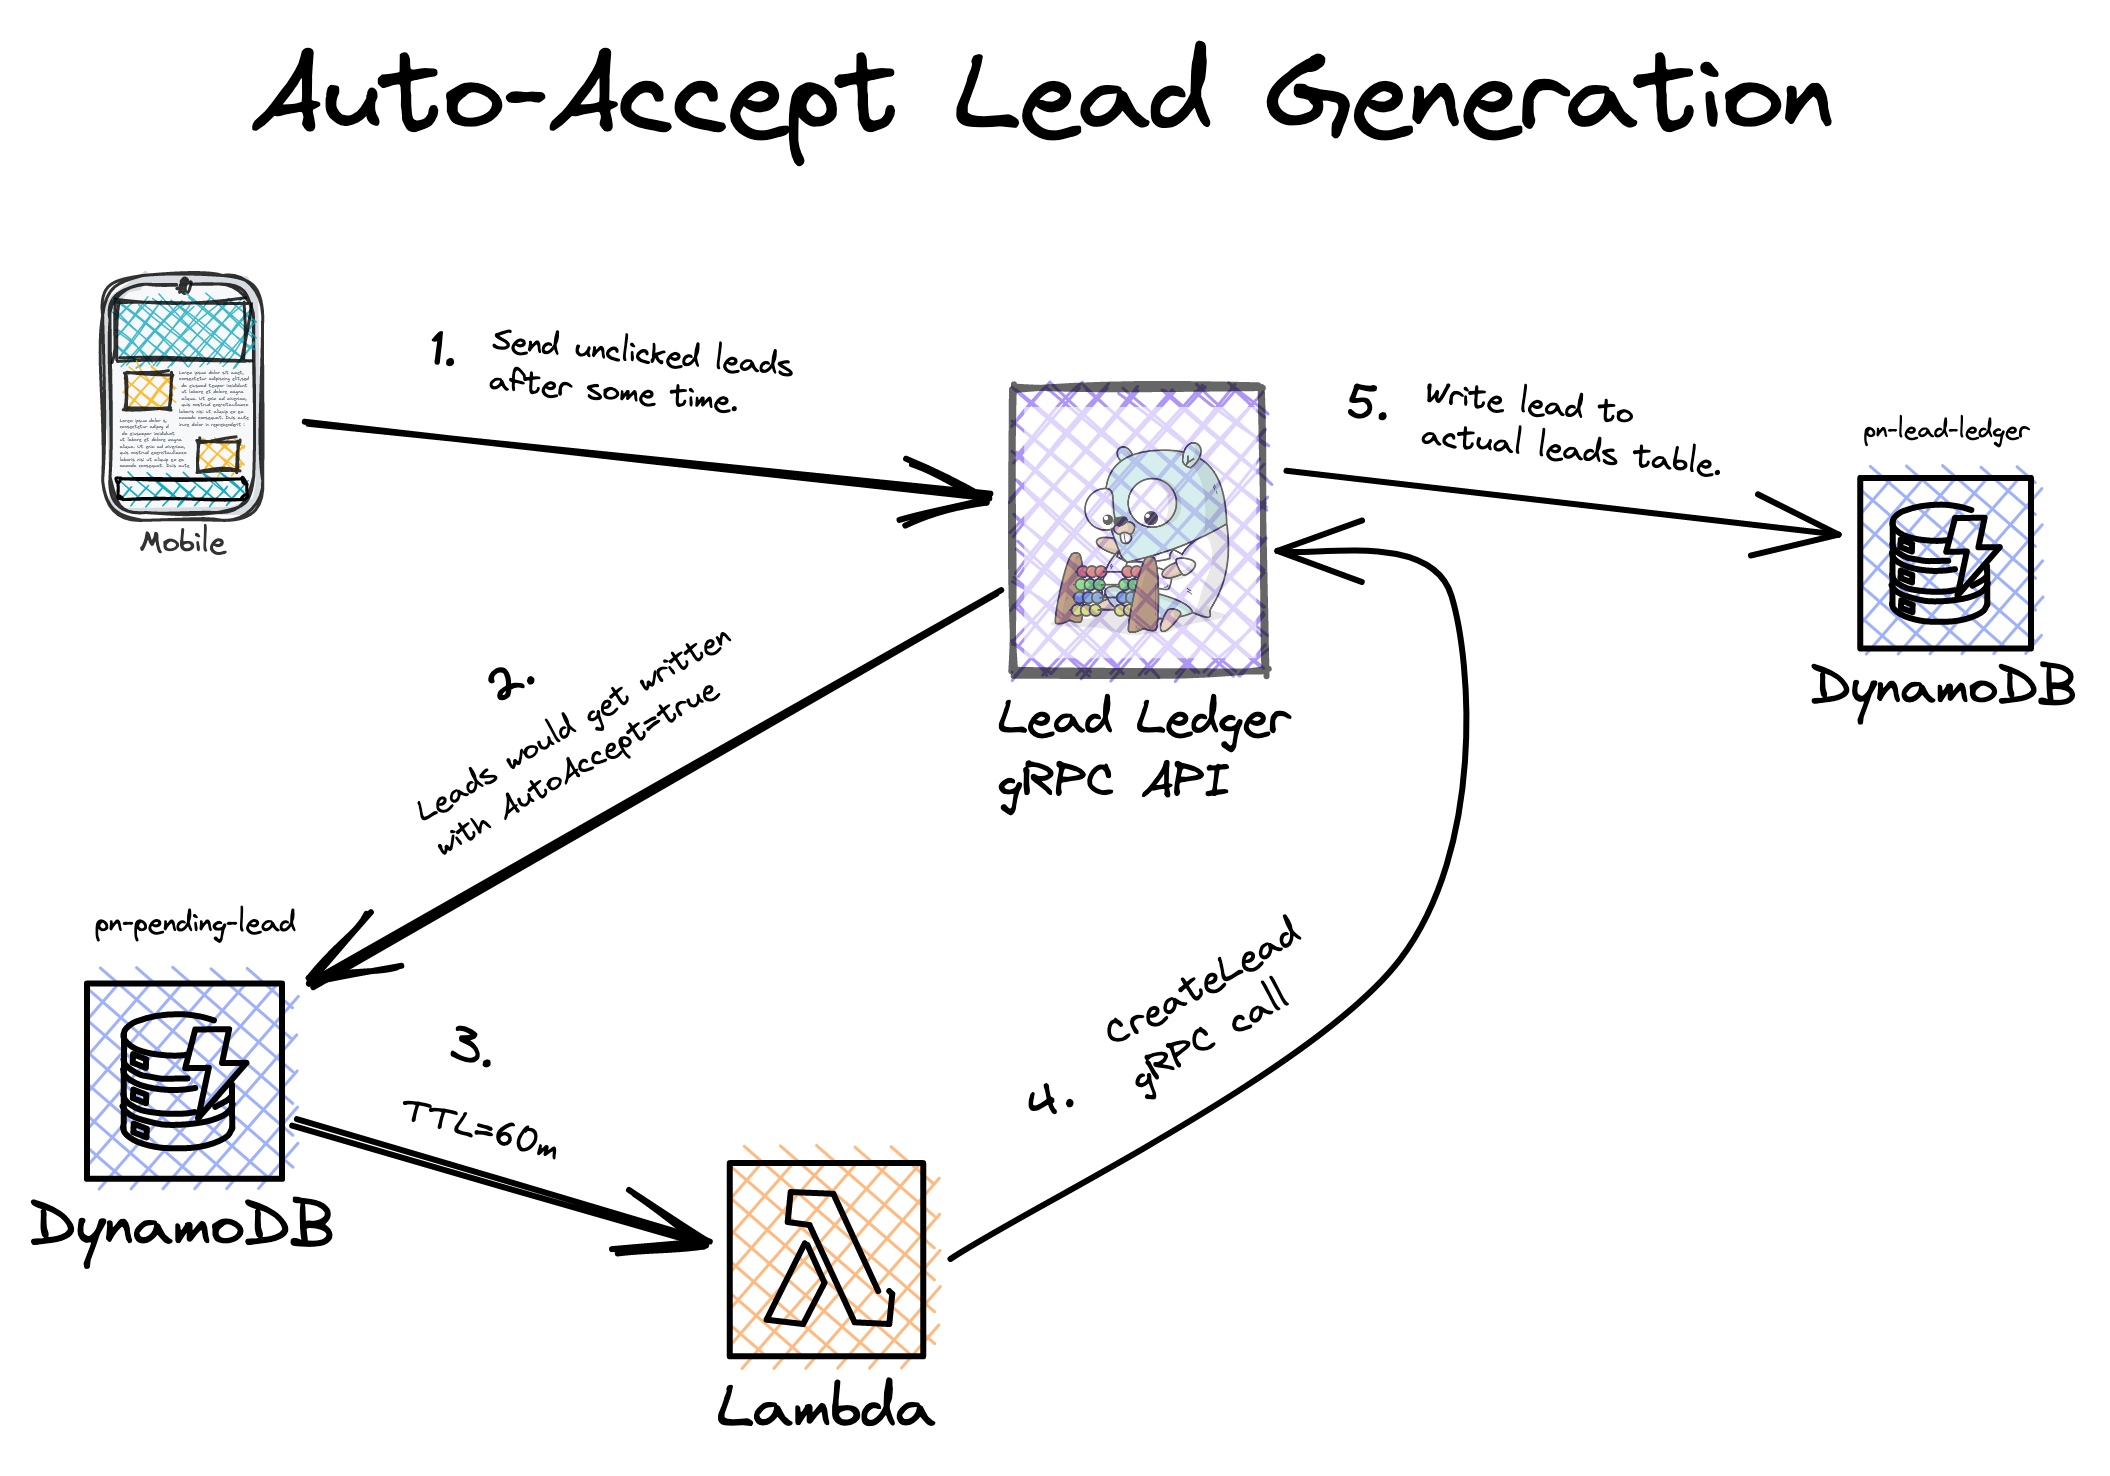 Auto-Accept Lead Generation
1. Send unclicked leads
after some time.
5. Write lead to
actual leads table.
pn-lead-ledger
Mobile
DynamoDB
Lead Ledger
gRPC API
2.
Leads would get written
with AutoAccept=true
pn-pending-lead
DynamoDB
3.
TTL=60m
4.
CreateLead
gRPC call
Lambda